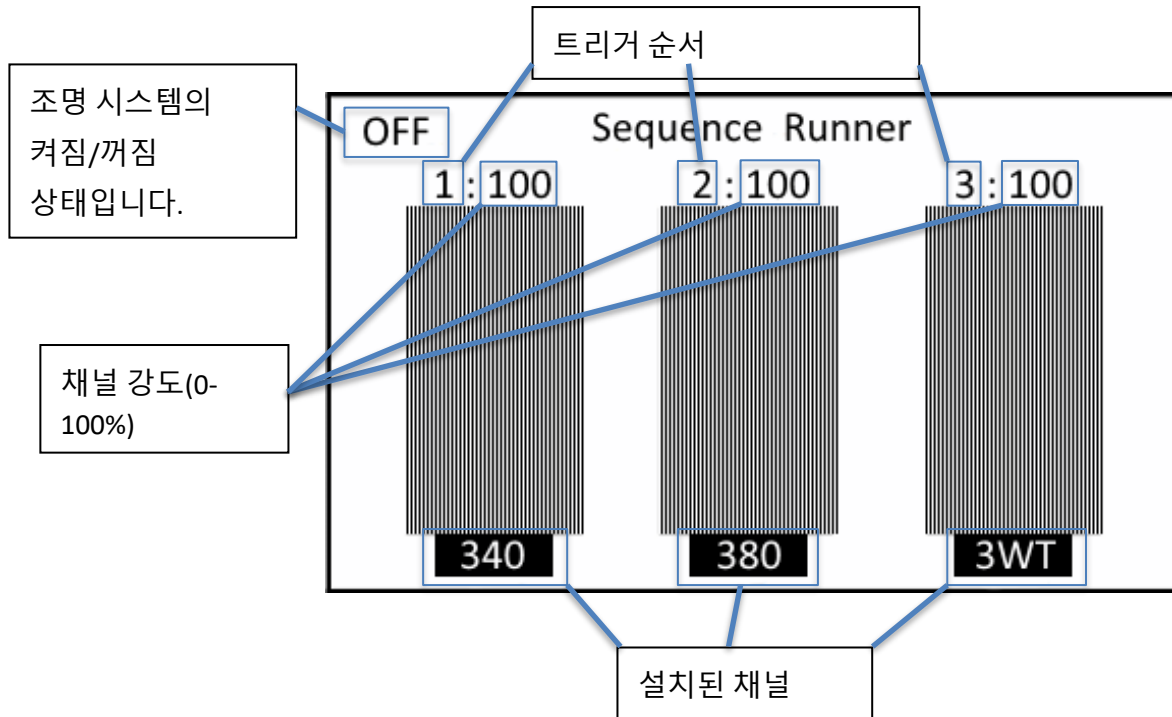 트리거 순서
조명 시스템의
켜짐/꺼짐
상태입니다.
OFF
Sequence Runner
1 : 100
2 : 100
3 : 100
채널 강도(0-
100%)
340
380
3WT
설치된 채널